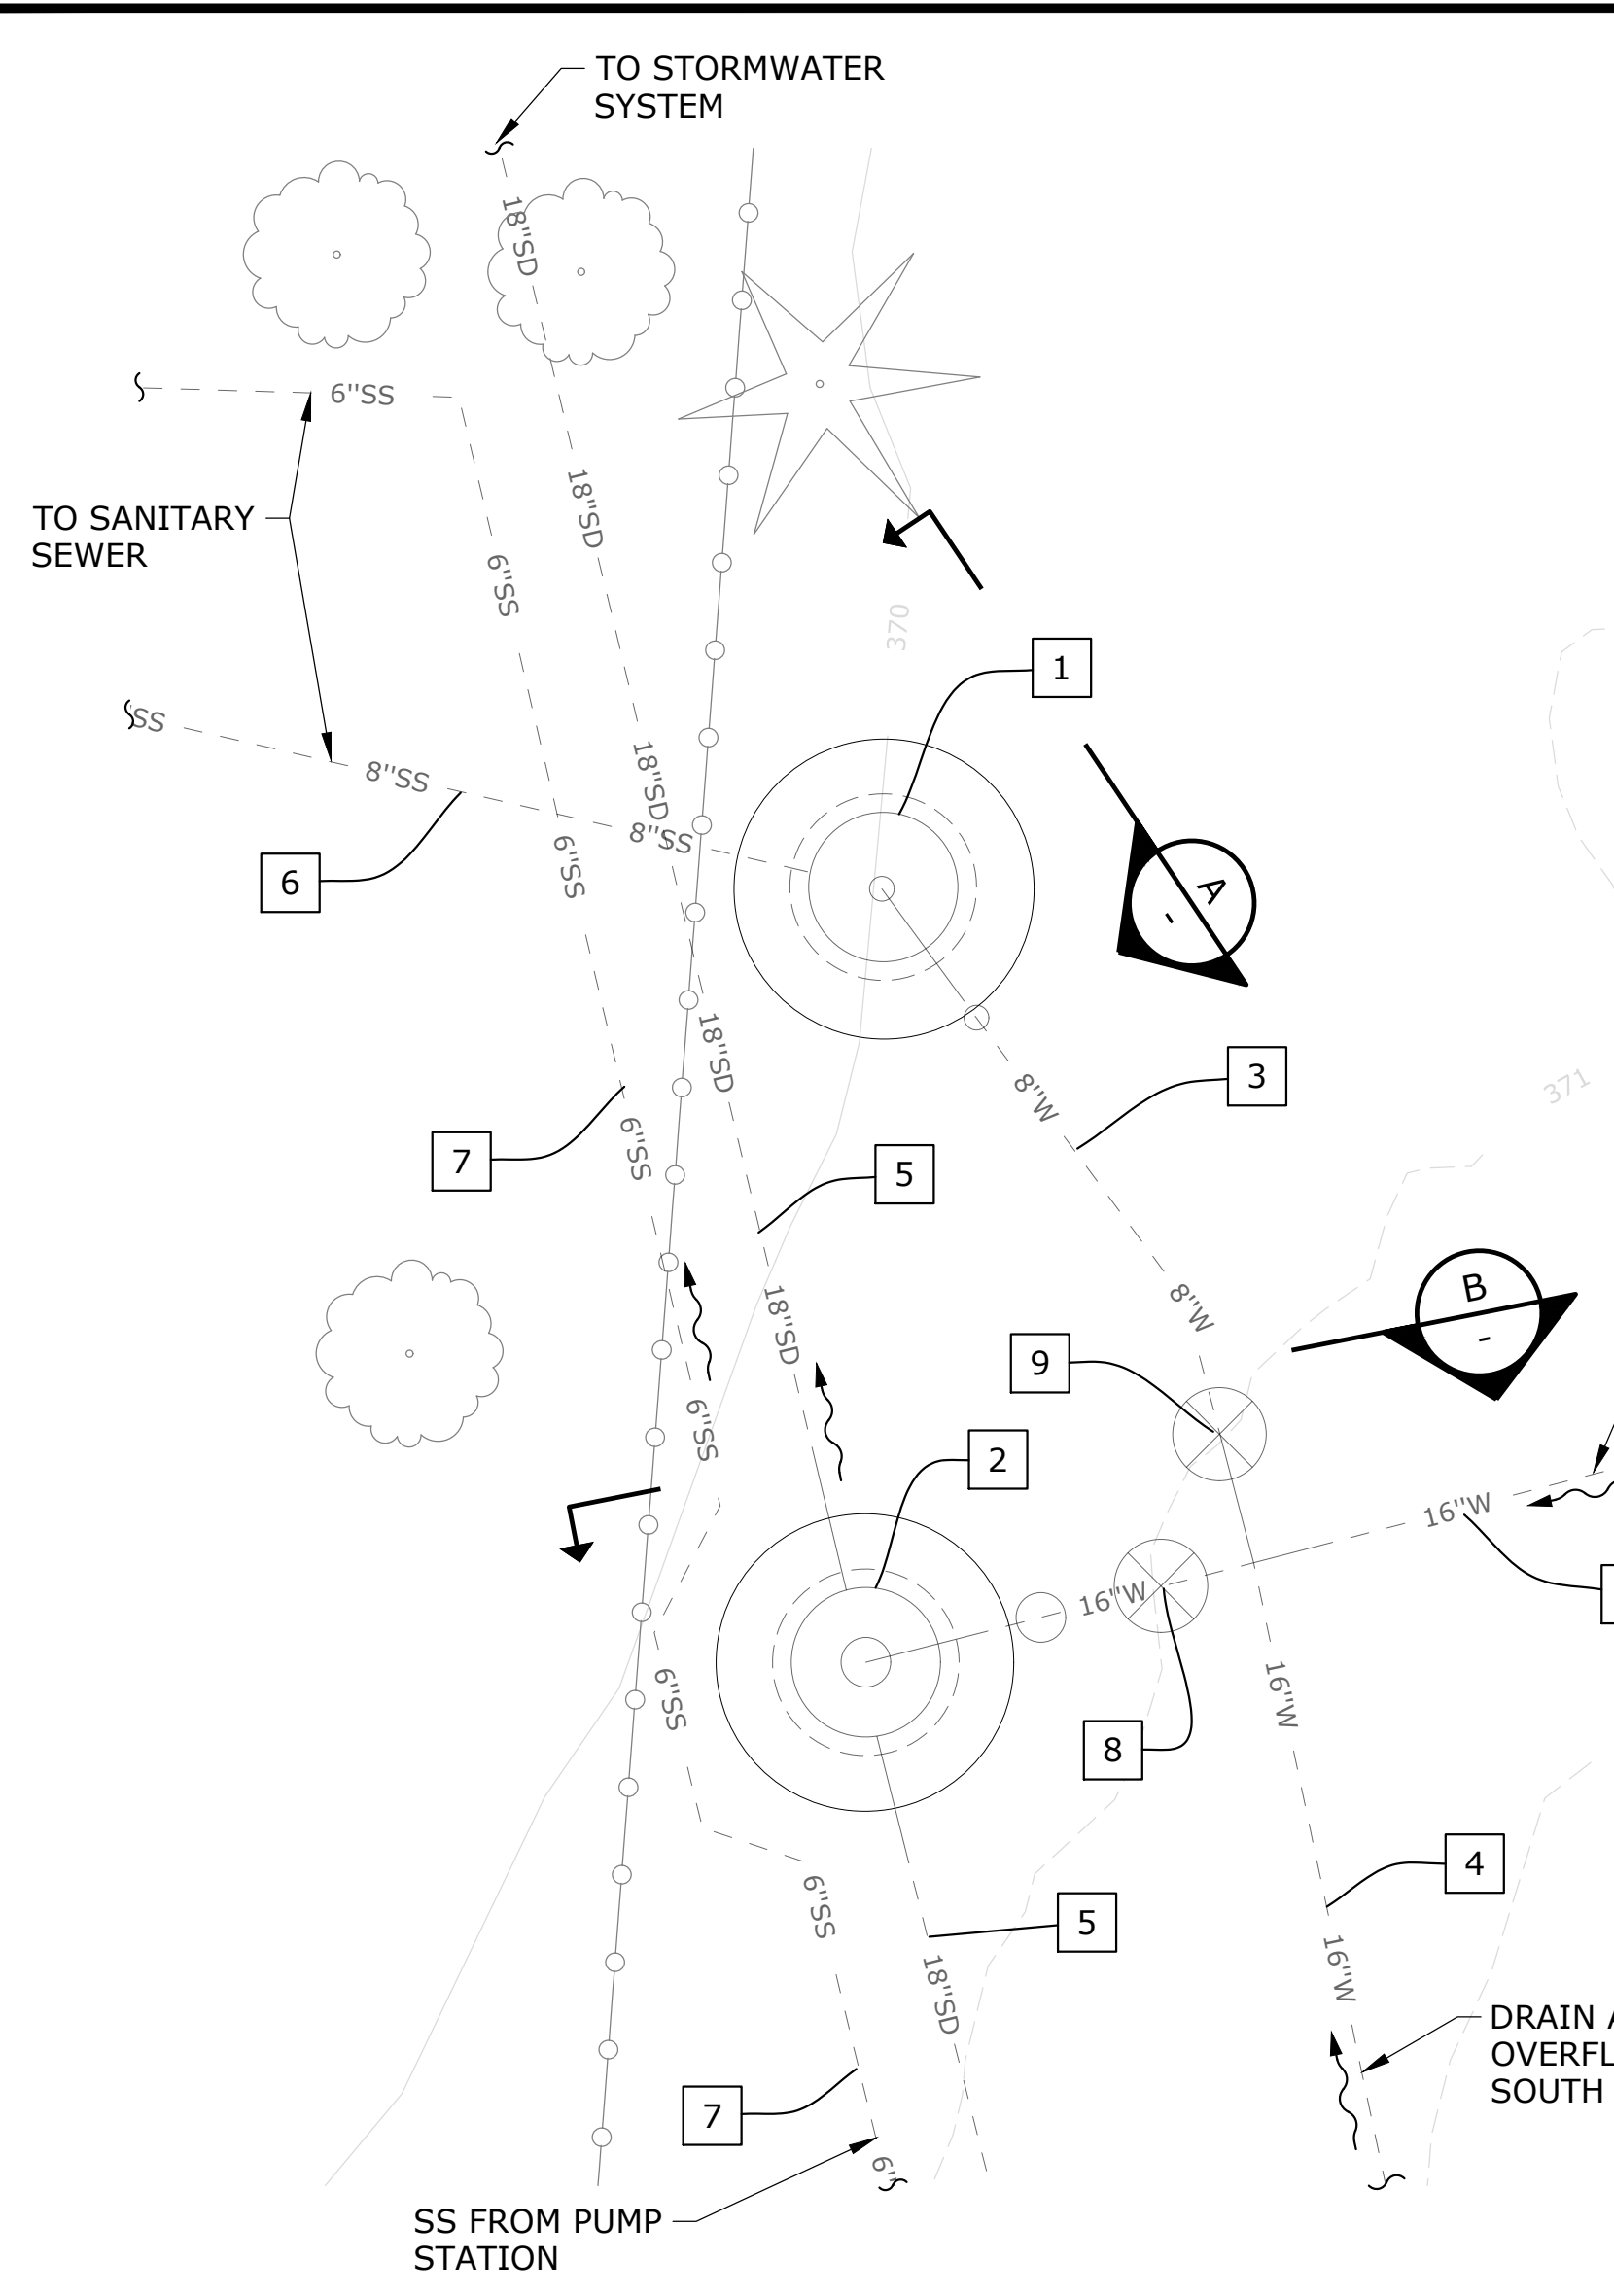 TO STORMWATER
SYSTEM
18"SD
6"SS
TO SANITARY
SEWER
18"SD
6"SS
370
1
SS
8"SS
18"SD
8"SS
6"SS
6
A
-
18"SD
8"W
3
371
6"SS
7
5
18"SD
8"W
B
-
9
6"SS
2
16"W
16"W
6"SS
16"W
8
4
6"SS
5
18"SD
16"W
DRAIN
OVERFL
SOUTH
7
6"
SS FROM PUMP
STATION